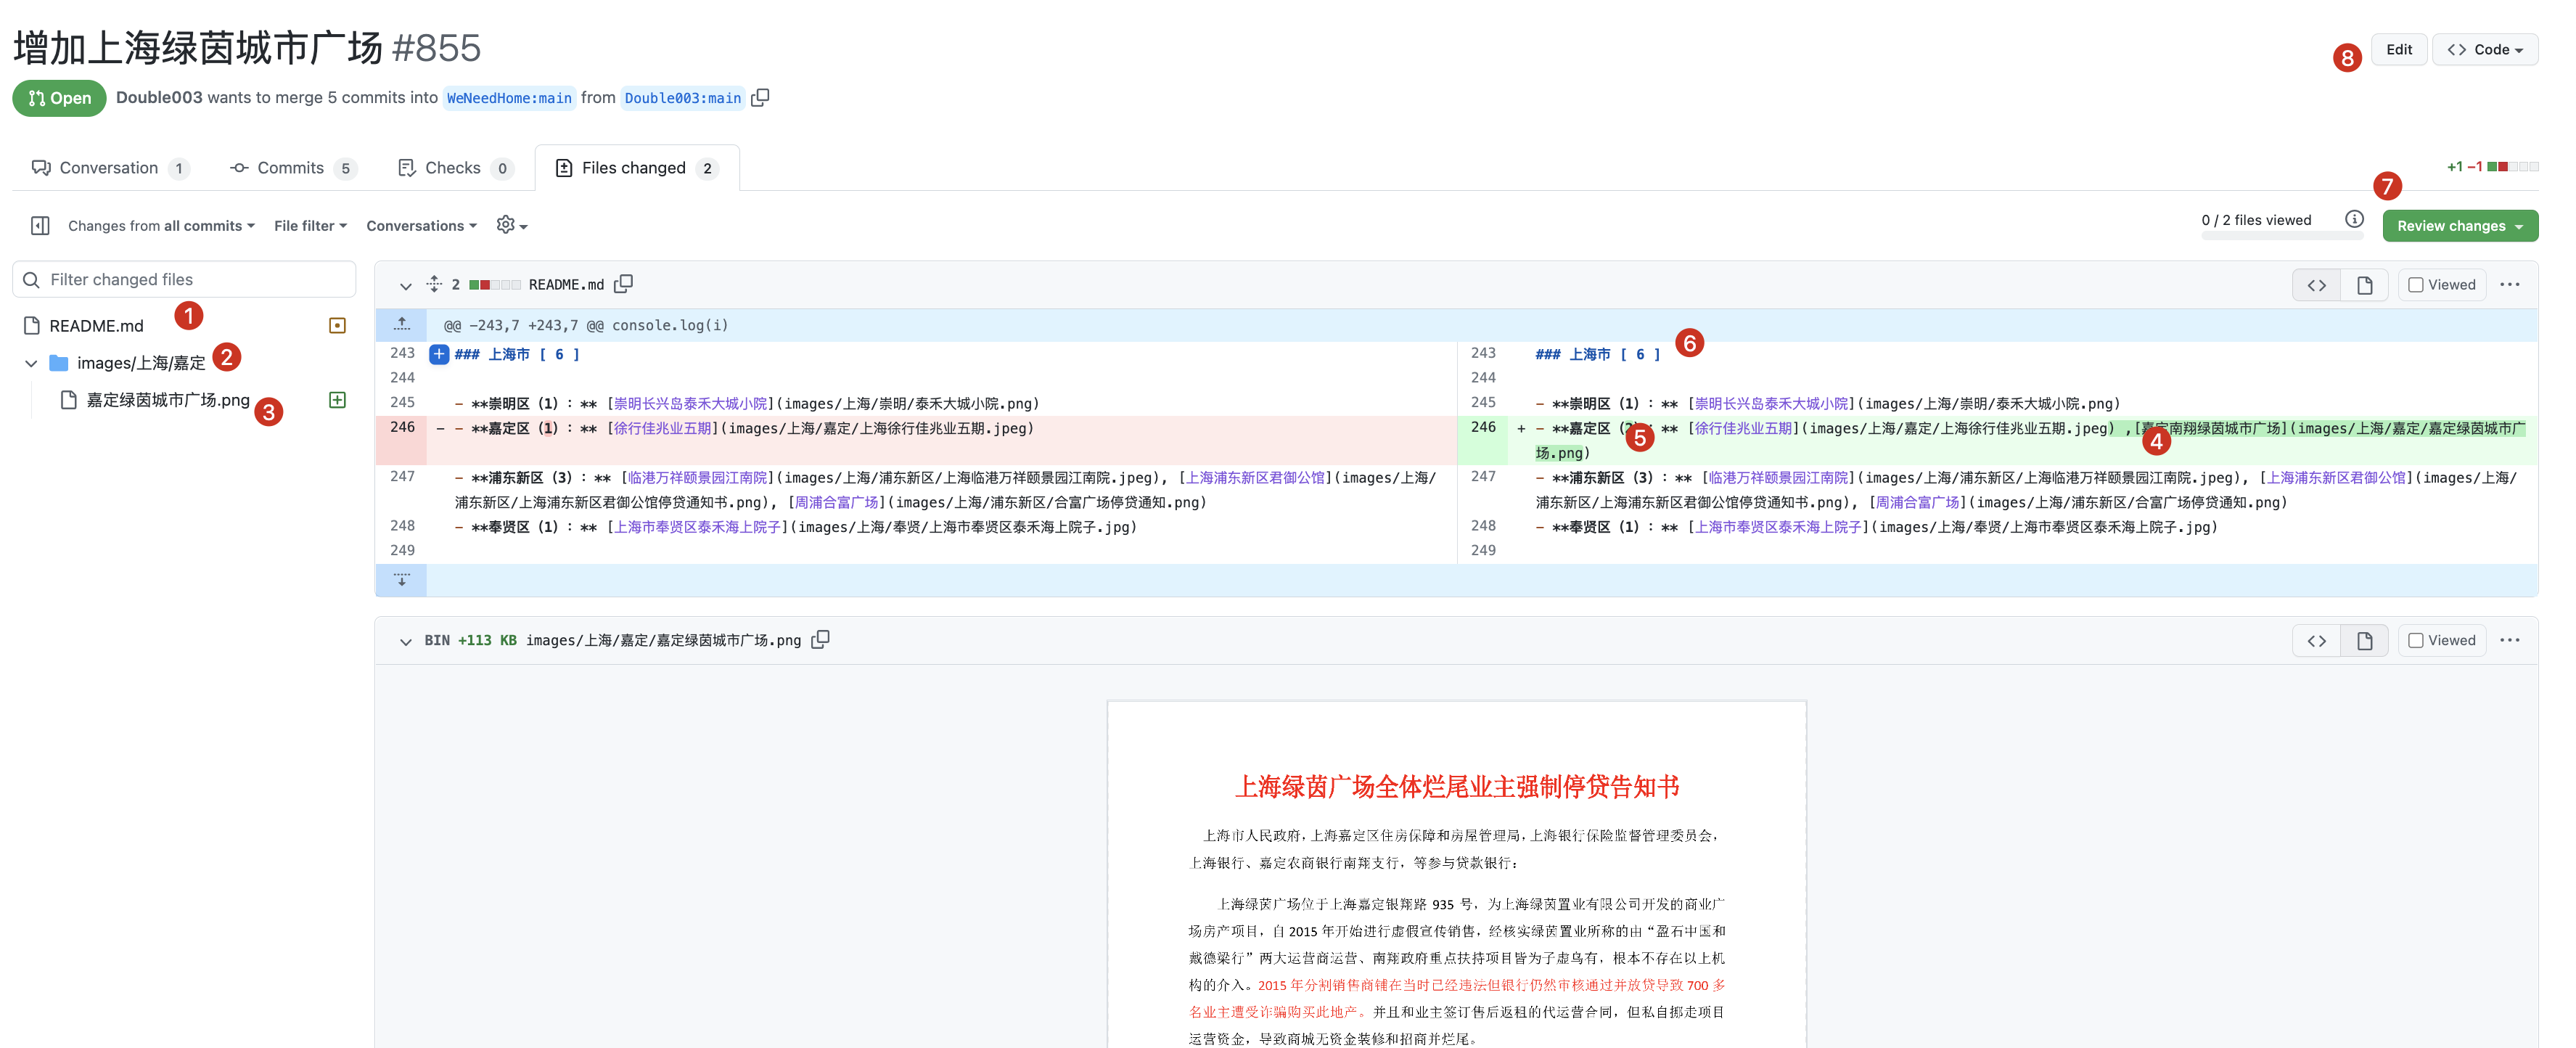 增加上海绿茵城市广场 #855
8 Edit <> Code
Open Double003 wants to merge 5 commits into WeNeedHome:main from Double003:main
Conversation 1 Commits 5 Checks 0 Files changed 2 +1 −1
7
Changes from all commits File filter Conversations 0 / 2 files viewed Review changes
Filter changed files
README.md 1
images/上海/嘉定 2
嘉定绿茵城市广场.png 3
2 README.md Viewed
@@ -243,7 +243,7 @@ console.log(i)
243 ### 上海市 [ 6 ]
244
245 - **崇明区（1）：** [崇明长兴岛泰禾大城小院](images/上海/崇明/泰禾大城小院.png)
246 - - **嘉定区（1）：** [徐行佳兆业五期](images/上海/嘉定/上海徐行佳兆业五期.jpeg)
247 - **浦东新区（3）：** [临港万祥颐景园江南院](images/上海/浦东新区/上海临港万祥颐景园江南院.jpeg), [上海浦东新区君御公馆](images/上海/
浦东新区/上海浦东新区君御公馆停贷通知书.png), [周浦合富广场](images/上海/浦东新区/合富广场停贷通知.png)
248 - **奉贤区（1）：** [上海市奉贤区泰禾海上院子](images/上海/奉贤/上海市奉贤区泰禾海上院子.jpg)
249
243 ### 上海市 [ 6 ] 6
244
245 - **崇明区（1）：** [崇明长兴岛泰禾大城小院](images/上海/崇明/泰禾大城小院.png)
246 + - **嘉定区（2）：** [徐行佳兆业五期](images/上海/嘉定/上海徐行佳兆业五期.jpeg) ,[嘉定南翔绿茵城市广场](images/上海/嘉定/嘉定绿茵城市广
场.png)
5
4
247 - **浦东新区（3）：** [临港万祥颐景园江南院](images/上海/浦东新区/上海临港万祥颐景园江南院.jpeg), [上海浦东新区君御公馆](images/上海/
浦东新区/上海浦东新区君御公馆停贷通知书.png), [周浦合富广场](images/上海/浦东新区/合富广场停贷通知.png)
248 - **奉贤区（1）：** [上海市奉贤区泰禾海上院子](images/上海/奉贤/上海市奉贤区泰禾海上院子.jpg)
249
BIN +113 KB images/上海/嘉定/嘉定绿茵城市广场.png Viewed
上海绿茵广场全体烂尾业主强制停贷告知书
上海市人民政府，上海嘉定区住房保障和房屋管理局，上海银行保险监督管理委员会，
上海银行、嘉定农商银行南翔支行，等参与贷款银行：
上海绿茵广场位于上海嘉定银翔路 935 号，为上海绿茵置业有限公司开发的商业广
场房产项目，自 2015 年开始进行虚假宣传销售，经核实绿茵置业所称的由“盈石中国和
戴德梁行”两大运营商运营、南翔政府重点扶持项目皆为子虚乌有，根本不存在以上机
构的介入。2015 年分割销售商铺在当时已经违法但银行仍然审核通过并放贷导致 700 多
名业主遭受诈骗购买此地产。并且和业主签订售后返租的代运营合同，但私自挪走项目
运营资金，导致商城无资金装修和招商并烂尾。